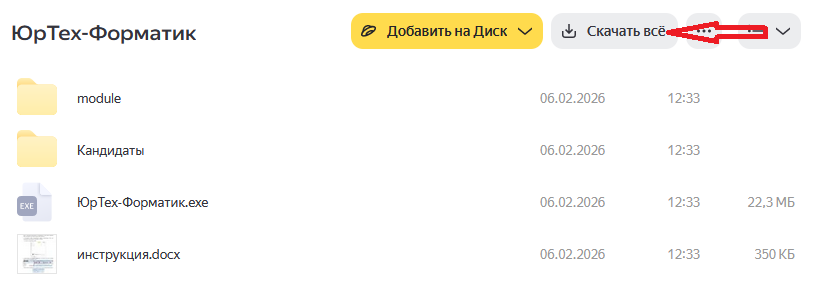 ЮрТех-Форматик
Добавить на Диск
Скачать всё
module 06.02.2026 12:33
Кандидаты 06.02.2026 12:33
EXE ЮрТех-Форматик.exe 06.02.2026 12:33 22,3 МБ
инструкция.docx 06.02.2026 12:33 350 КБ